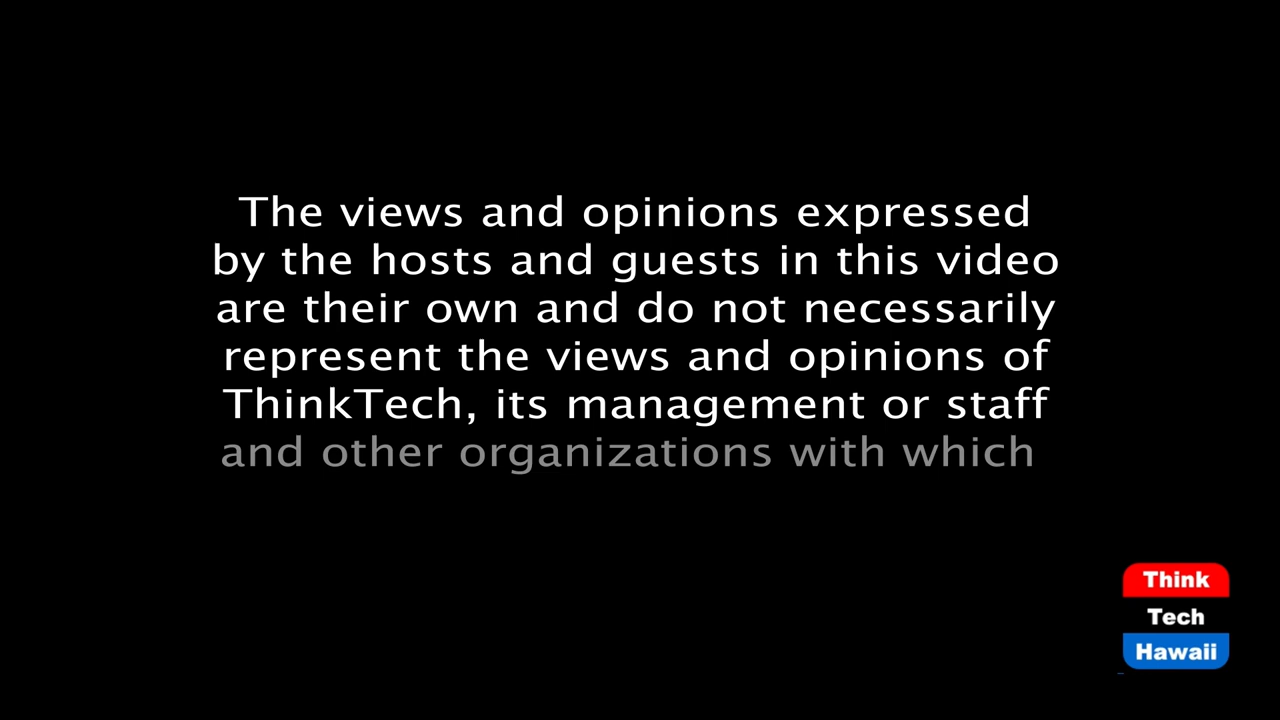 The views and opinions expressed
by the hosts and guests in this video
are their own and do not necessarily
represent the views and opinions of
ThinkTech, its management or staff
and other organizations with which
Think
Tech
Hawaii